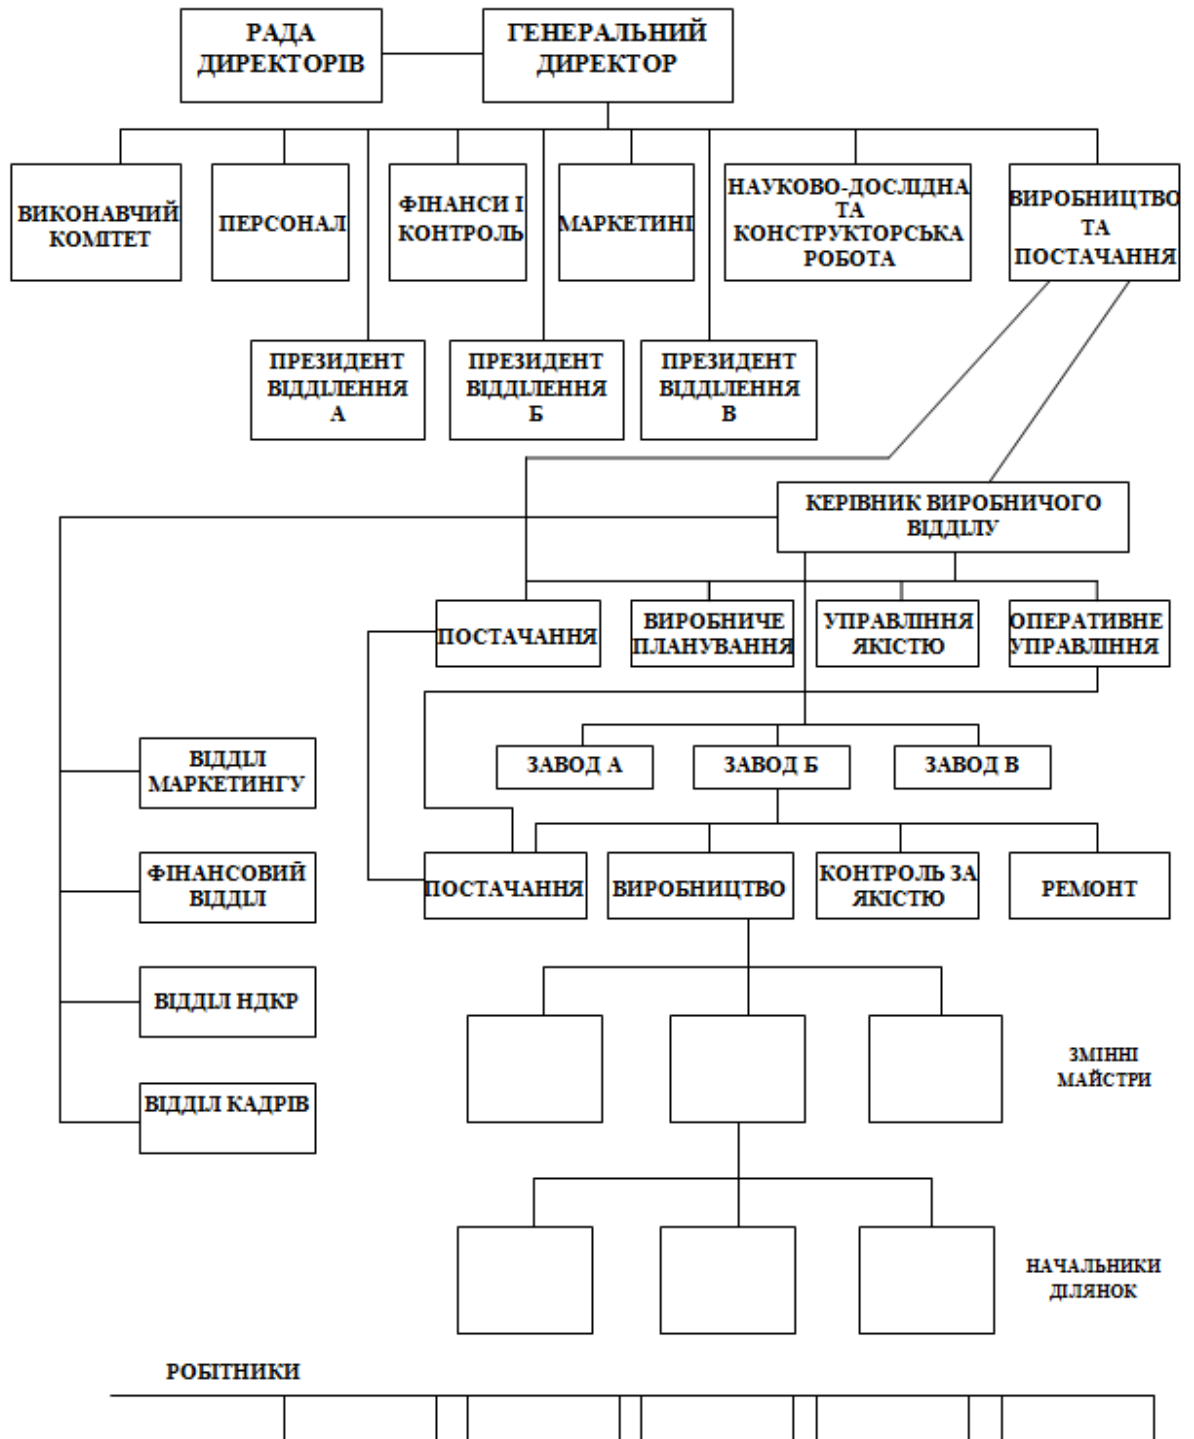 РАДА
ДИРЕКТОРІВ
ГЕНЕРАЛЬНИЙ
ДИРЕКТОР
ВИКОНАВЧИЙ
КОМІТЕТ
ПЕРСОНАЛ
ФІНАНСИ І
КОНТРОЛЬ
МАРКЕТИНІ
НАУКОВО-ДОСЛІДНА
ТА
КОНСТРУКТОРСЬКА
РОБОТА
ВИРОБНИЦТВО
ТА
ПОСТАЧАННЯ
ПРЕЗИДЕНТ
ВІДДІЛЕННЯ
А
ПРЕЗИДЕНТ
ВІДДІЛЕННЯ
Б
ПРЕЗИДЕНТ
ВІДДІЛЕННЯ
В
КЕРІВНИК ВИРОБНИЧОГО
ВІДДІЛУ
ПОСТАЧАННЯ
ВИРОБНИЧЕ
ПЛАНУВАННЯ
УПРАВЛІННЯ
ЯКІСТЮ
ОПЕРАТИВНЕ
УПРАВЛІННЯ
ЗАВОД А
ЗАВОД Б
ЗАВОД В
ВІДДІЛ
МАРКЕТИНГУ
ФІНАНСОВИЙ
ВІДДІЛ
ВІДДІЛ НДКР
ВІДДІЛ КАДРІВ
ПОСТАЧАННЯ
ВИРОБНИЦТВО
КОНТРОЛЬ ЗА
ЯКІСТЮ
РЕМОНТ
ЗМІННІ
МАЙСТРИ
НАЧАЛЬНИКИ
ДІЛЯНОК
РОБІТНИКИ